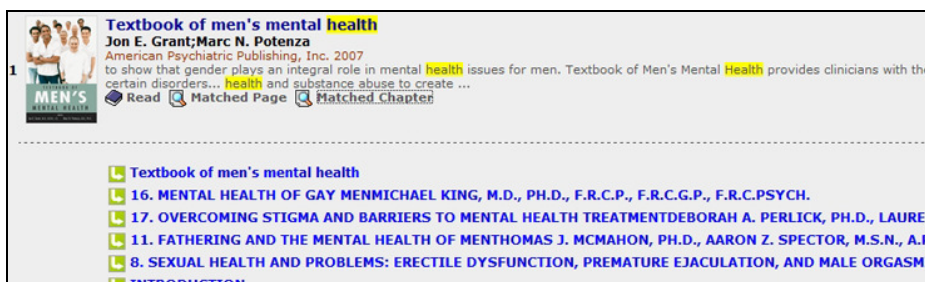 Textbook of men's mental health
Jon E. Grant;Marc N. Potenza
American Psychiatric Publishing, Inc. 2007
1
to show that gender plays an integral role in mental health issues for men. Textbook of Men's Mental Health provides clinicians with the
certain disorders... health and substance abuse to create ...
MEN'S
MENTAL HEALTH
Read Matched Page Matched Chapter
Textbook of men's mental health
16. MENTAL HEALTH OF GAY MENMICHAEL KING, M.D., PH.D., F.R.C.P., F.R.C.G.P., F.R.C.PSYCH.
17. OVERCOMING STIGMA AND BARRIERS TO MENTAL HEALTH TREATMENTDEBORAH A. PERLICK, PH.D., LAURE
11. FATHERING AND THE MENTAL HEALTH OF MENTHOMAS J. MCMAHON, PH.D., AARON Z. SPECTOR, M.S.N., A.
8. SEXUAL HEALTH AND PROBLEMS: ERECTILE DYSFUNCTION, PREMATURE EJACULATION, AND MALE ORGASM
INTRODUCTION